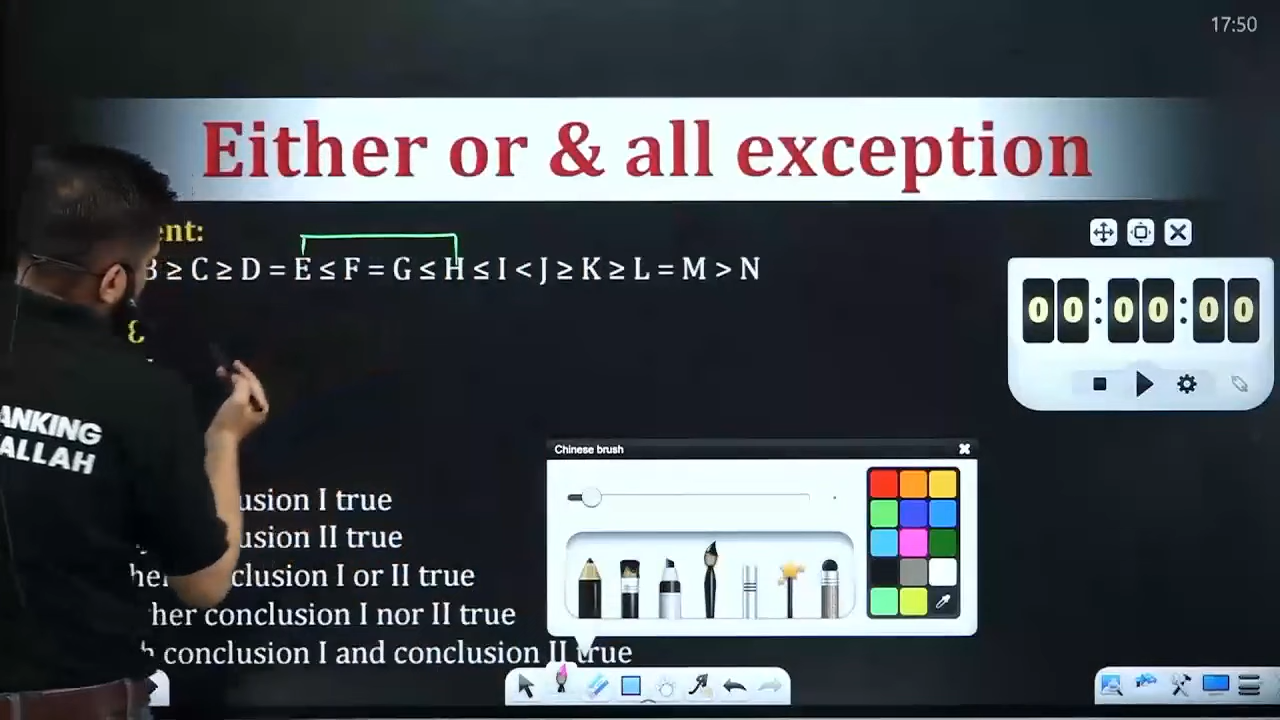 17:50
Either or & all exception
ent:
B ≥ C ≥ D = E ≤ F = G ≤ H ≤ I < J ≥ K ≥ L = M > N
00:00:00
ANKING
ALLAH
Chinese brush
usion I true
usion II true
clusion I or II true
her conclusion I nor II true
h conclusion I and conclusion II true